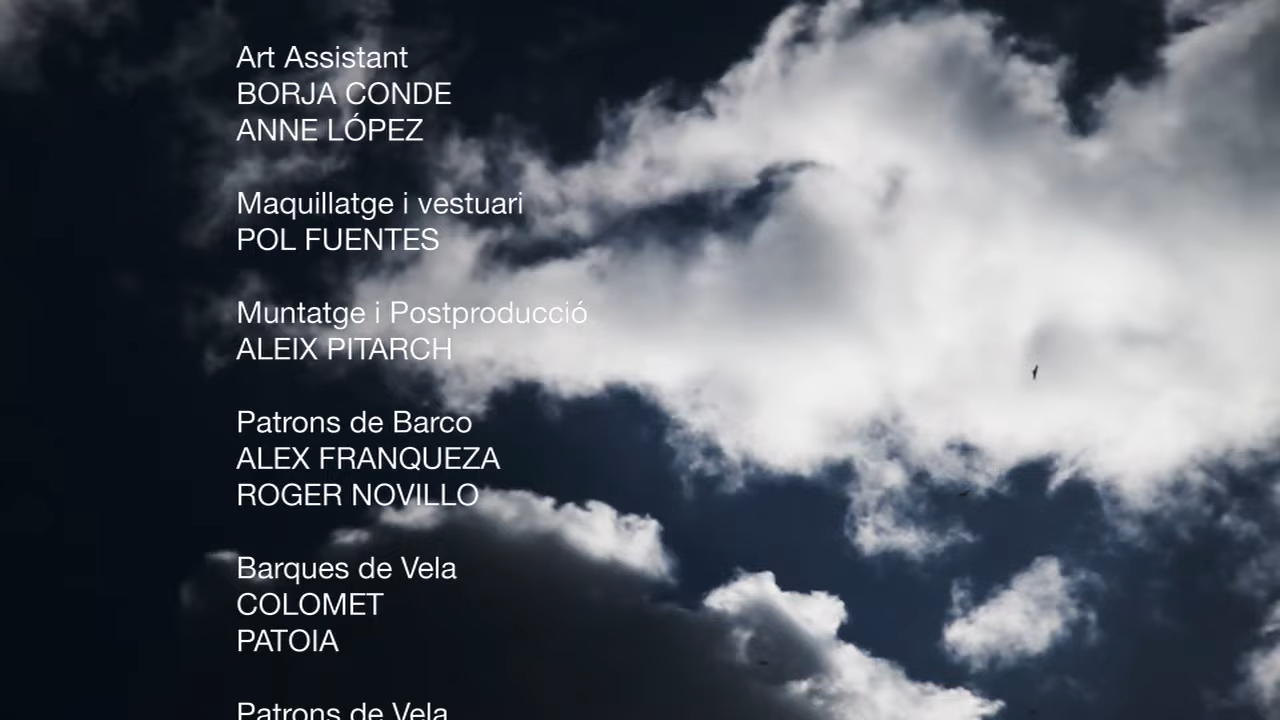 Art Assistant
BORJA CONDE
ANNE LÓPEZ
Maquillatge i vestuari
POL FUENTES
Muntatge i Postproducció
ALEIX PITARCH
Patrons de Barco
ALEX FRANQUEZA
ROGER NOVILLO
Barques de Vela
COLOMET
PATOIA
Patrons de Vela